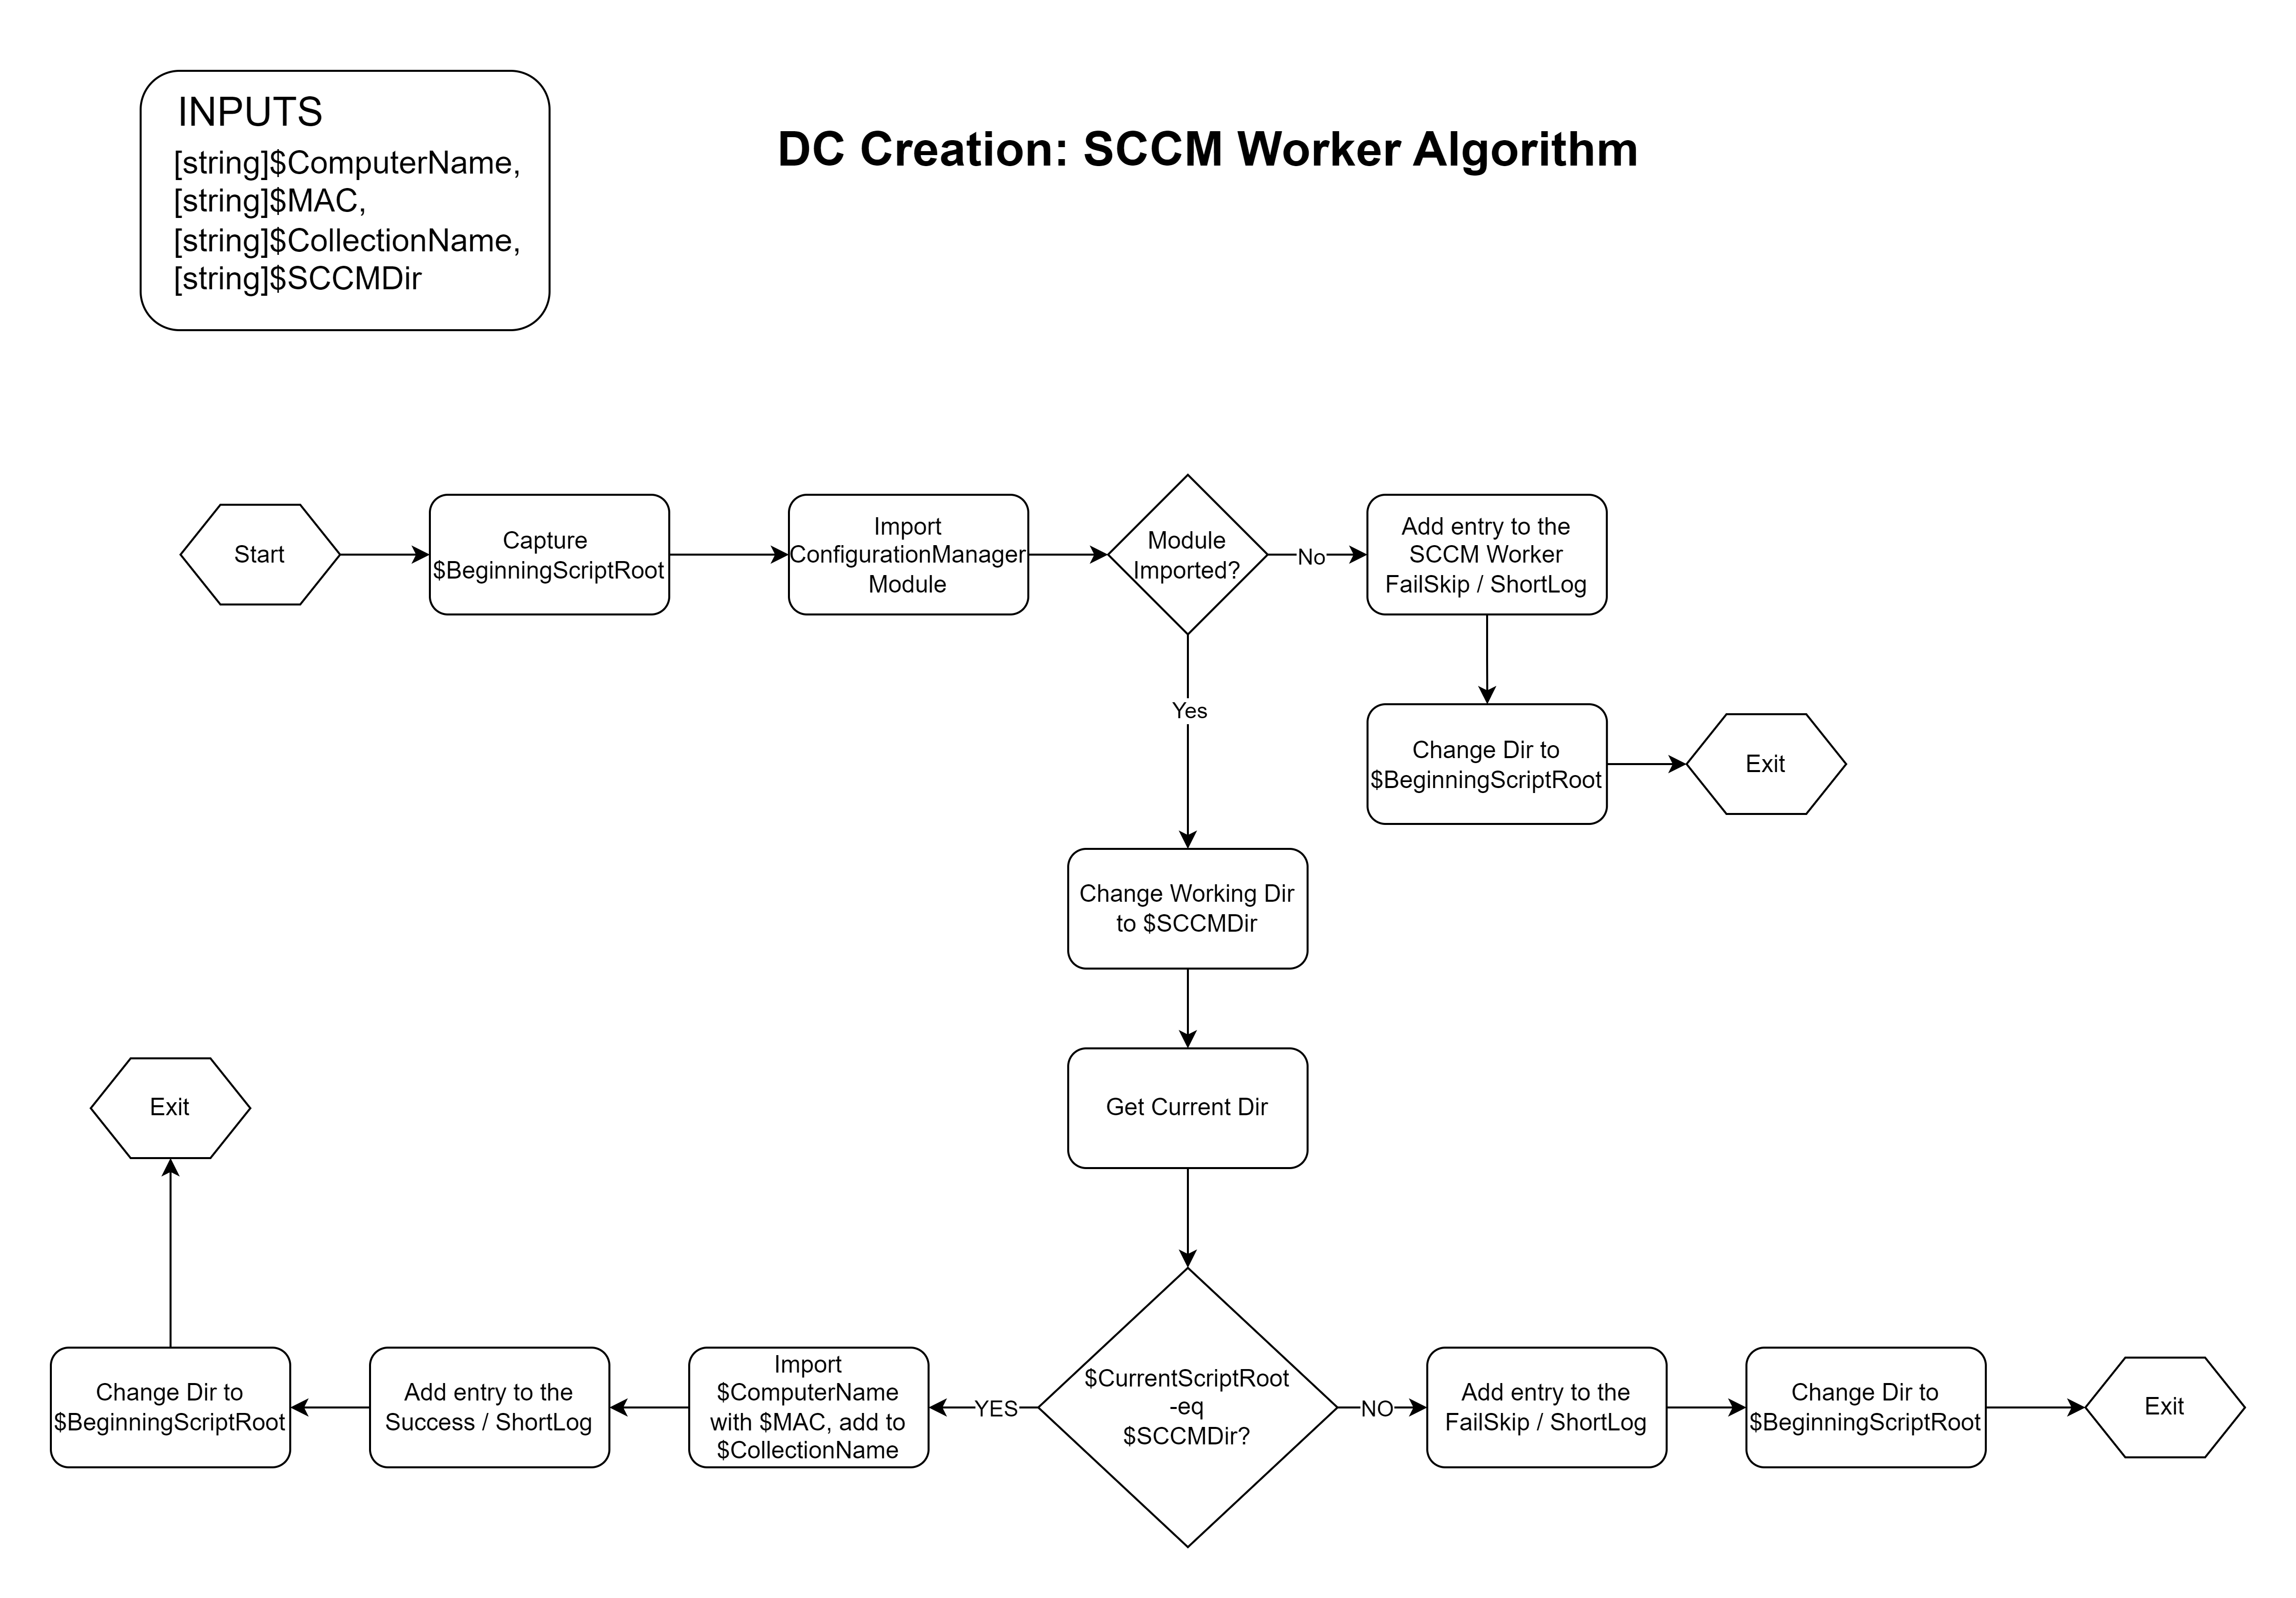 INPUTS
[string]$ComputerName,
[string]$MAC,
[string]$CollectionName,
[string]$SCCMDir
DC Creation: SCCM Worker Algorithm
Start
Capture
$BeginningScriptRoot
Import
ConfigurationManager
Module
Module
Imported?
No
Add entry to the
SCCM Worker
FailSkip / ShortLog
Yes
Change Dir to
$BeginningScriptRoot
Exit
Change Working Dir
to $SCCMDir
Get Current Dir
Exit
Change Dir to
$BeginningScriptRoot
Add entry to the
Success / ShortLog
Import
$ComputerName
with $MAC, add to
$CollectionName
YES
$CurrentScriptRoot
-eq
$SCCMDir?
NO
Add entry to the
FailSkip / ShortLog
Change Dir to
$BeginningScriptRoot
Exit